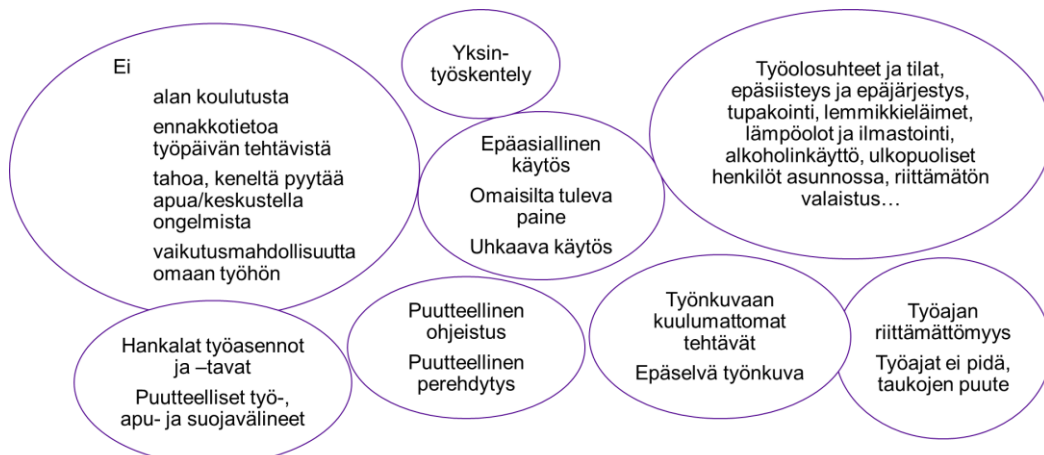 Ei
alan koulutusta
ennakkotietoa
työpäivän tehtävistä
tahoa, keneltä pyytää
apua/keskustella
ongelmista
vaikutusmahdollisuutta
omaan työhön
Yksin-
työskentely
Epäasiallinen
käytös
Omaisilta tuleva
paine
Uhkaava käytös
Työolosuhteet ja tilat,
epäsiisteys ja epäjärjestys,
tupakointi, lemmikkieläimet,
lämpöolot ja ilmastointi,
alkoholinkäyttö, ulkopuoliset
henkilöt asunnossa, riittämätön
valaistus…
Hankalat työasennot
ja –tavat
Puutteelliset työ-,
apu- ja suojavälineet
Puutteellinen
ohjeistus
Puutteellinen
perehdytys
Työnkuvaan
kuulumattomat
tehtävät
Epäselvä työnkuva
Työajan
riittämättömyys
Työajat ei pidä,
taukojen puute